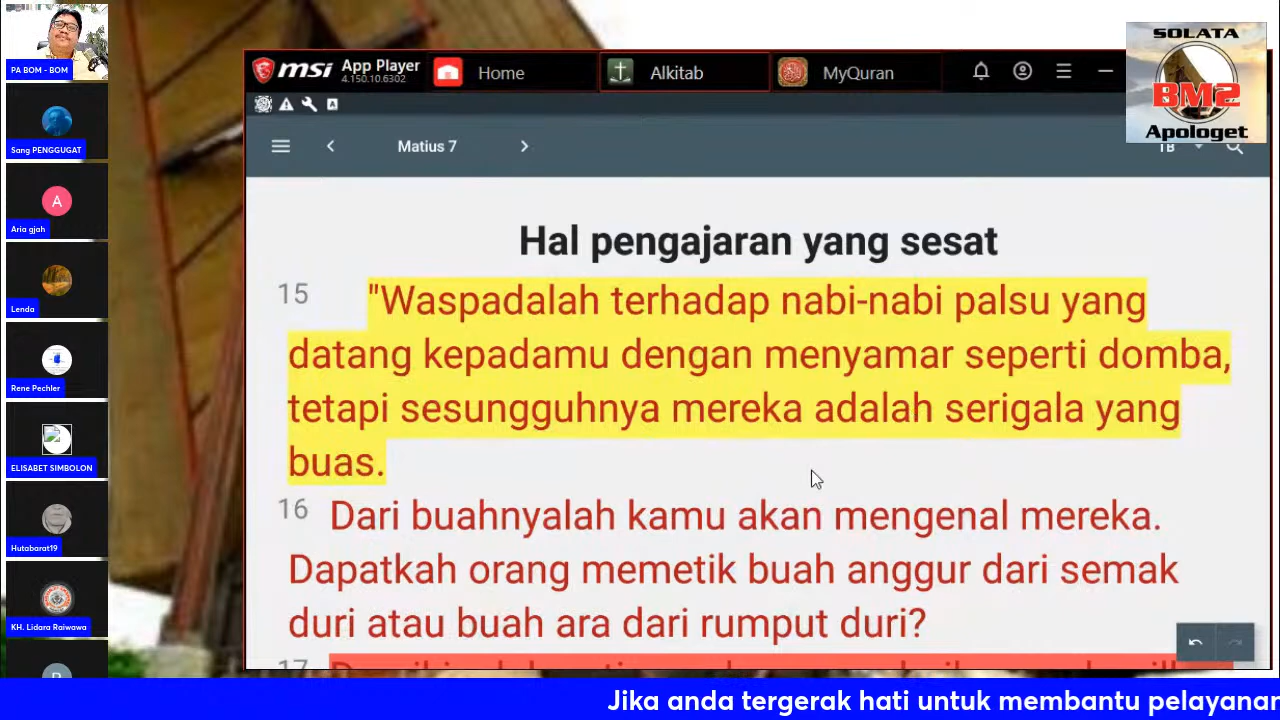 PA BOM - BOM
Sang PENGGUGAT
A
Aria gjah
Lenda
Rene Pechler
ELISABET SIMBOLON
Hutabarat19
KH. Lidara Raiwawa
msi App Player
4.150.10.6302
Home
Alkitab
MyQuran
SOLATA
BM2
Apologet
Matius 7
TB
Hal pengajaran yang sesat
15 "Waspadalah terhadap nabi-nabi palsu yang
datang kepadamu dengan menyamar seperti domba,
tetapi sesungguhnya mereka adalah serigala yang
buas.
16 Dari buahnyalah kamu akan mengenal mereka.
Dapatkah orang memetik buah anggur dari semak
duri atau buah ara dari rumput duri?
17
Jika anda tergerak hati untuk membantu pelayanan